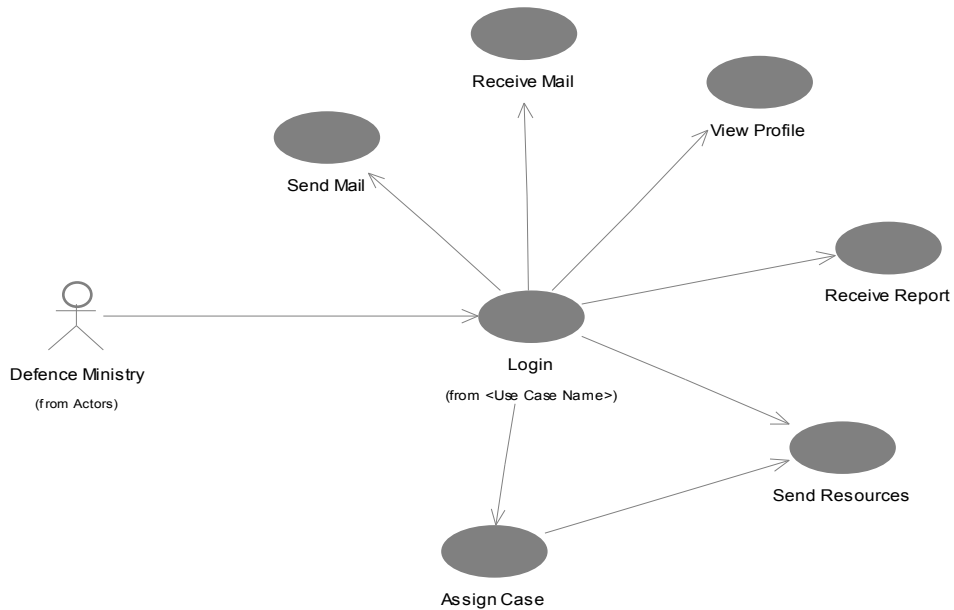 Receive Mail
View Profile
Send Mail
Receive Report
Defence Ministry
(from Actors)
Login
(from <Use Case Name>)
Send Resources
Assign Case